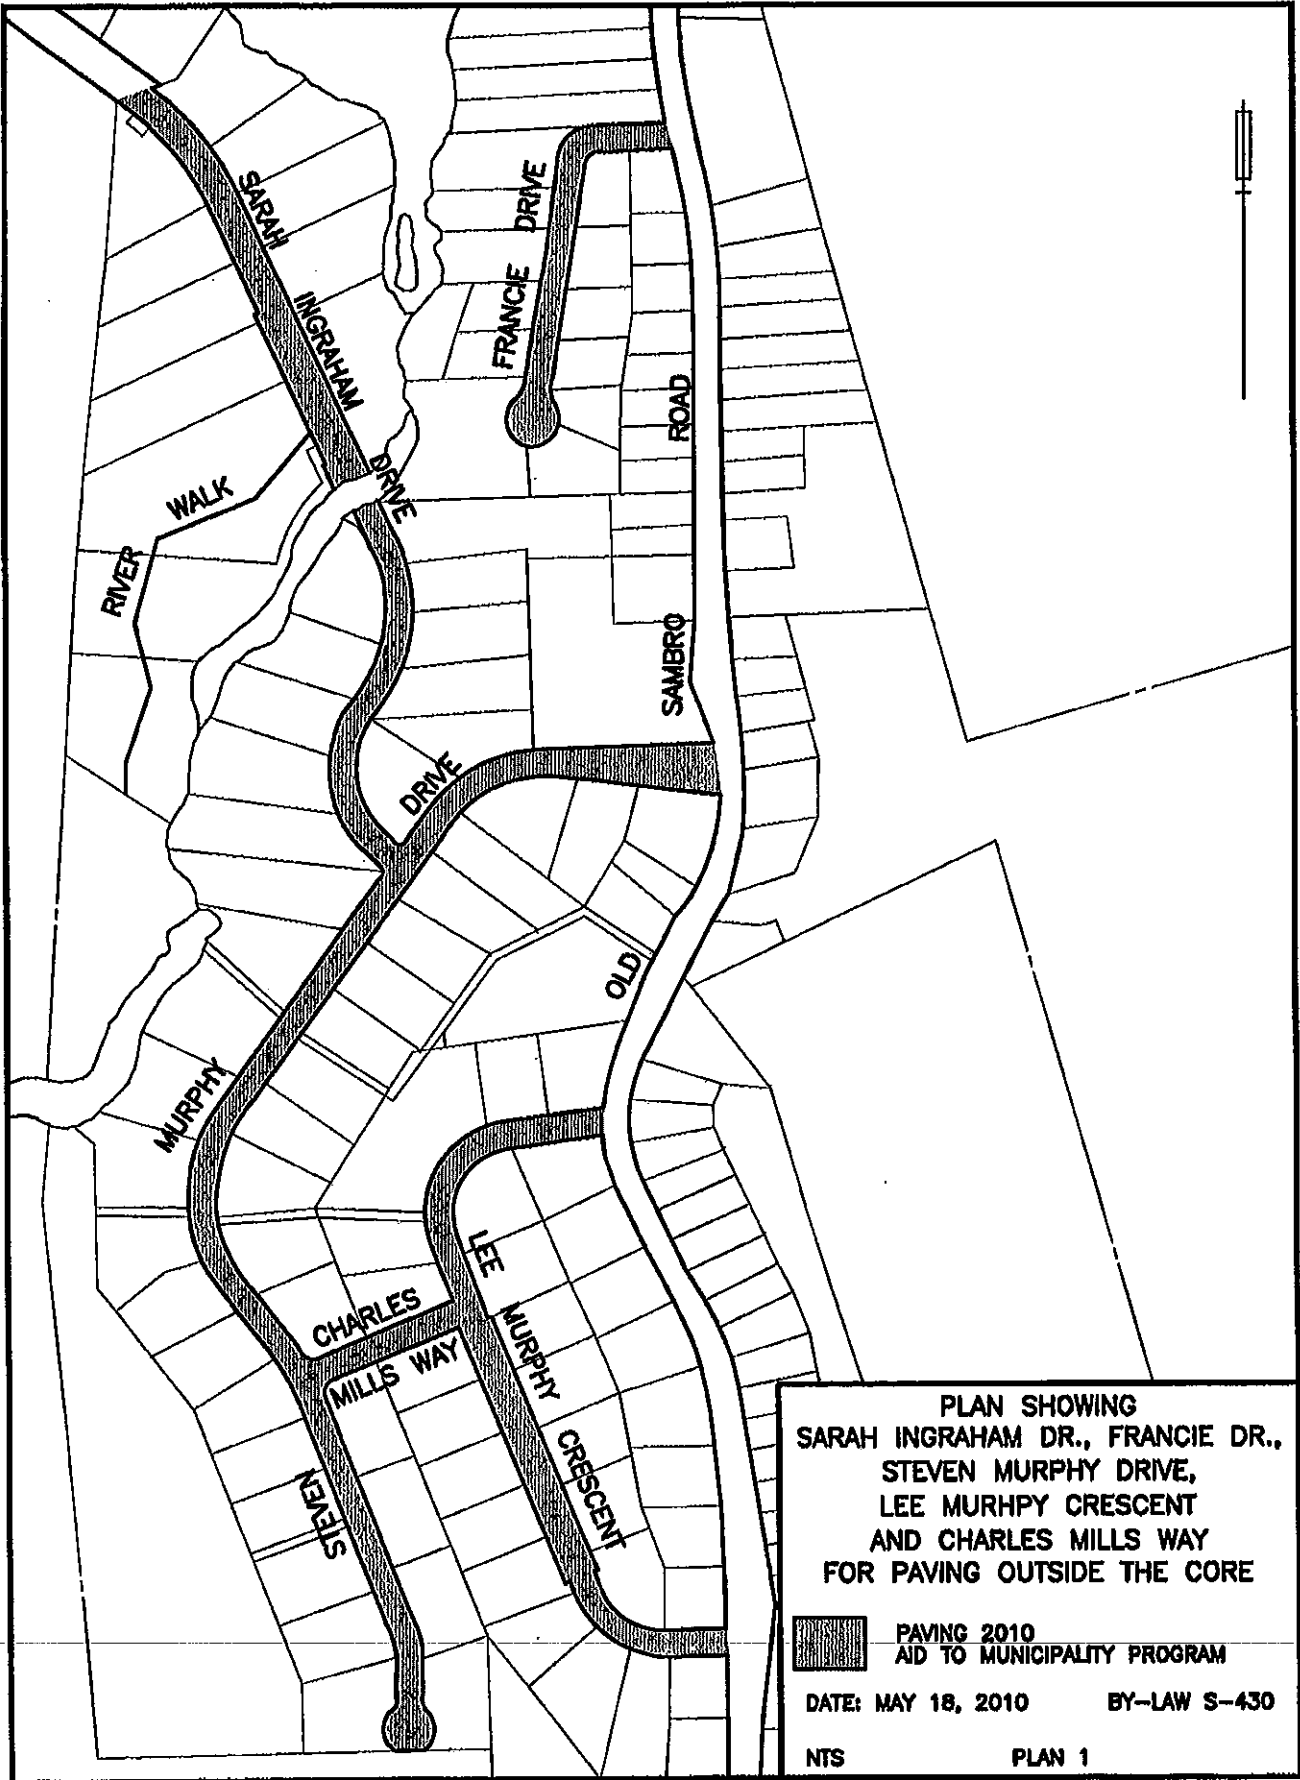 SARAH INGRAHAM DRIVE
FRANCIE DRIVE
OLD SAMBRO ROAD
RIVER WALK
STEVEN MURPHY DRIVE
LEE MURPHY CRESCENT
CHARLES
MILLS WAY
PLAN SHOWING
SARAH INGRAHAM DR., FRANCIE DR.,
STEVEN MURPHY DRIVE,
LEE MURHPY CRESCENT
AND CHARLES MILLS WAY
FOR PAVING OUTSIDE THE CORE
PAVING 2010
AID TO MUNICIPALITY PROGRAM
DATE: MAY 18, 2010 BY-LAW S-430
NTS PLAN 1